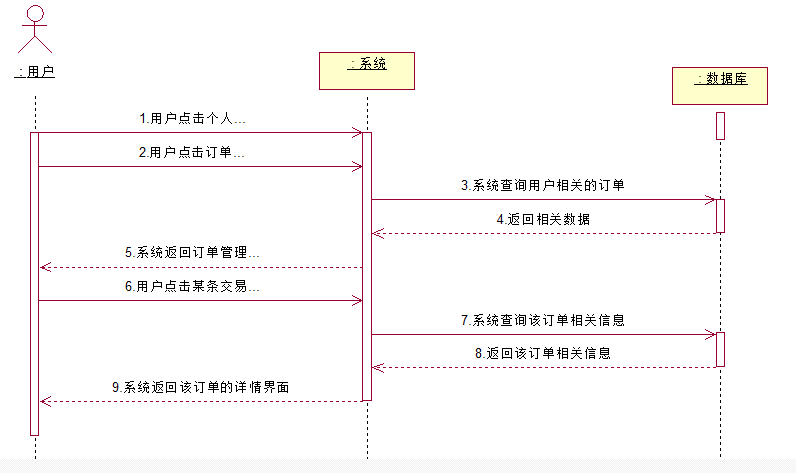 : 用户
: 系统
: 数据库
1.用户点击个人...
2.用户点击订单...
3.系统查询用户相关的订单
4.返回相关数据
5.系统返回订单管理...
6.用户点击某条交易...
7.系统查询该订单相关信息
8.返回该订单相关信息
9.系统返回该订单的详情界面